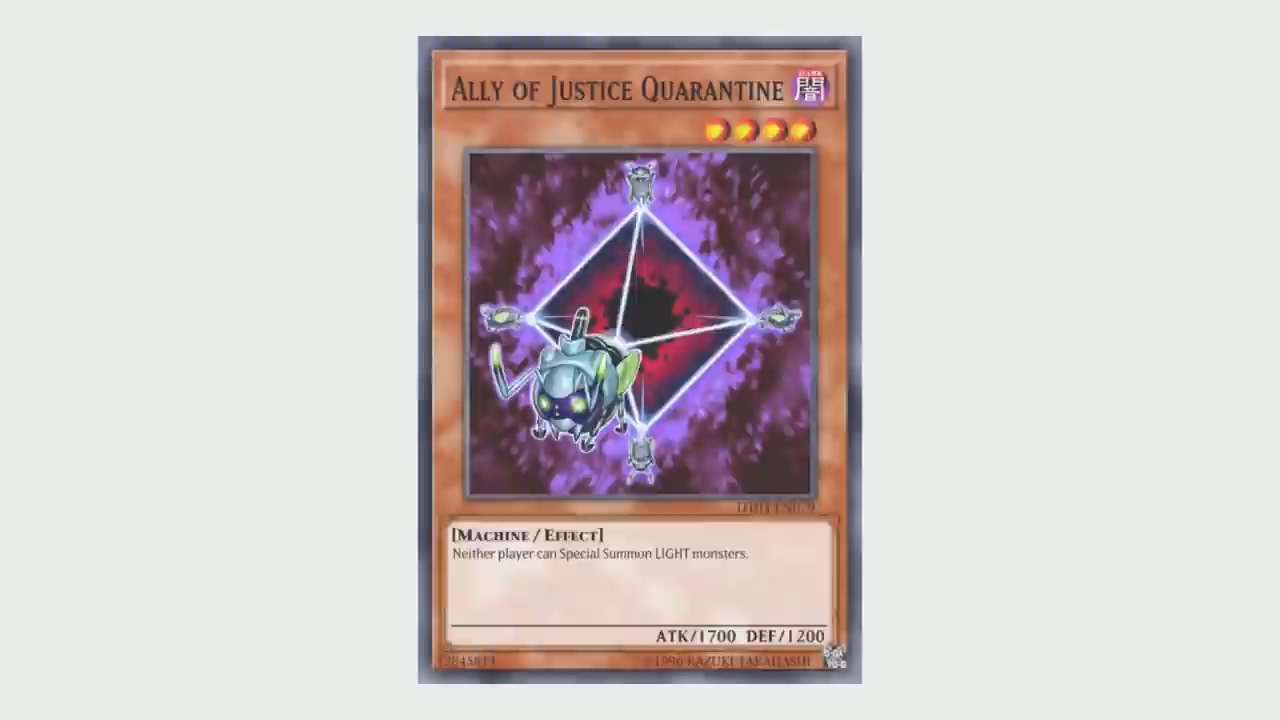 ALLY OF JUSTICE QUARANTINE
DARK
闇
[MACHINE / EFFECT]
Neither player can Special Summon LIGHT monsters.
ATK/1700 DEF/1200
1996 KAZUKI TAKAHASHI